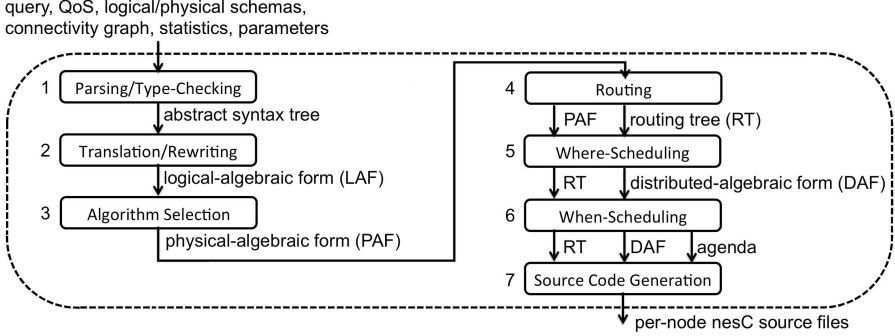 query, QoS, logical/physical schemas,
connectivity graph, statistics, parameters
1 Parsing/Type-Checking
abstract syntax tree
2 Translation/Rewriting
logical-algebraic form (LAF)
3 Algorithm Selection
physical-algebraic form (PAF)
4 Routing
PAF routing tree (RT)
5 Where-Scheduling
RT distributed-algebraic form (DAF)
6 When-Scheduling
RT DAF agenda
7 Source Code Generation
per-node nesC source files